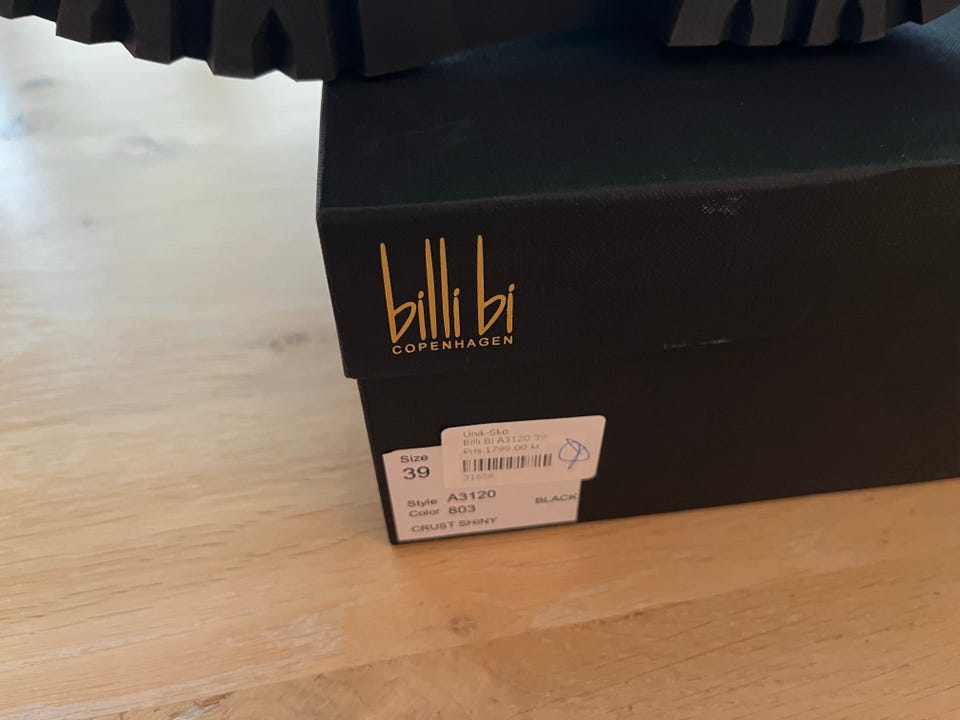 billi bi
COPENHAGEN
Unik-Sko
Billi Bi A3120 39
Pris 1799.00 kr
31656
Size
39
Style A3120
Color 803 BLACK
CRUST SHINY